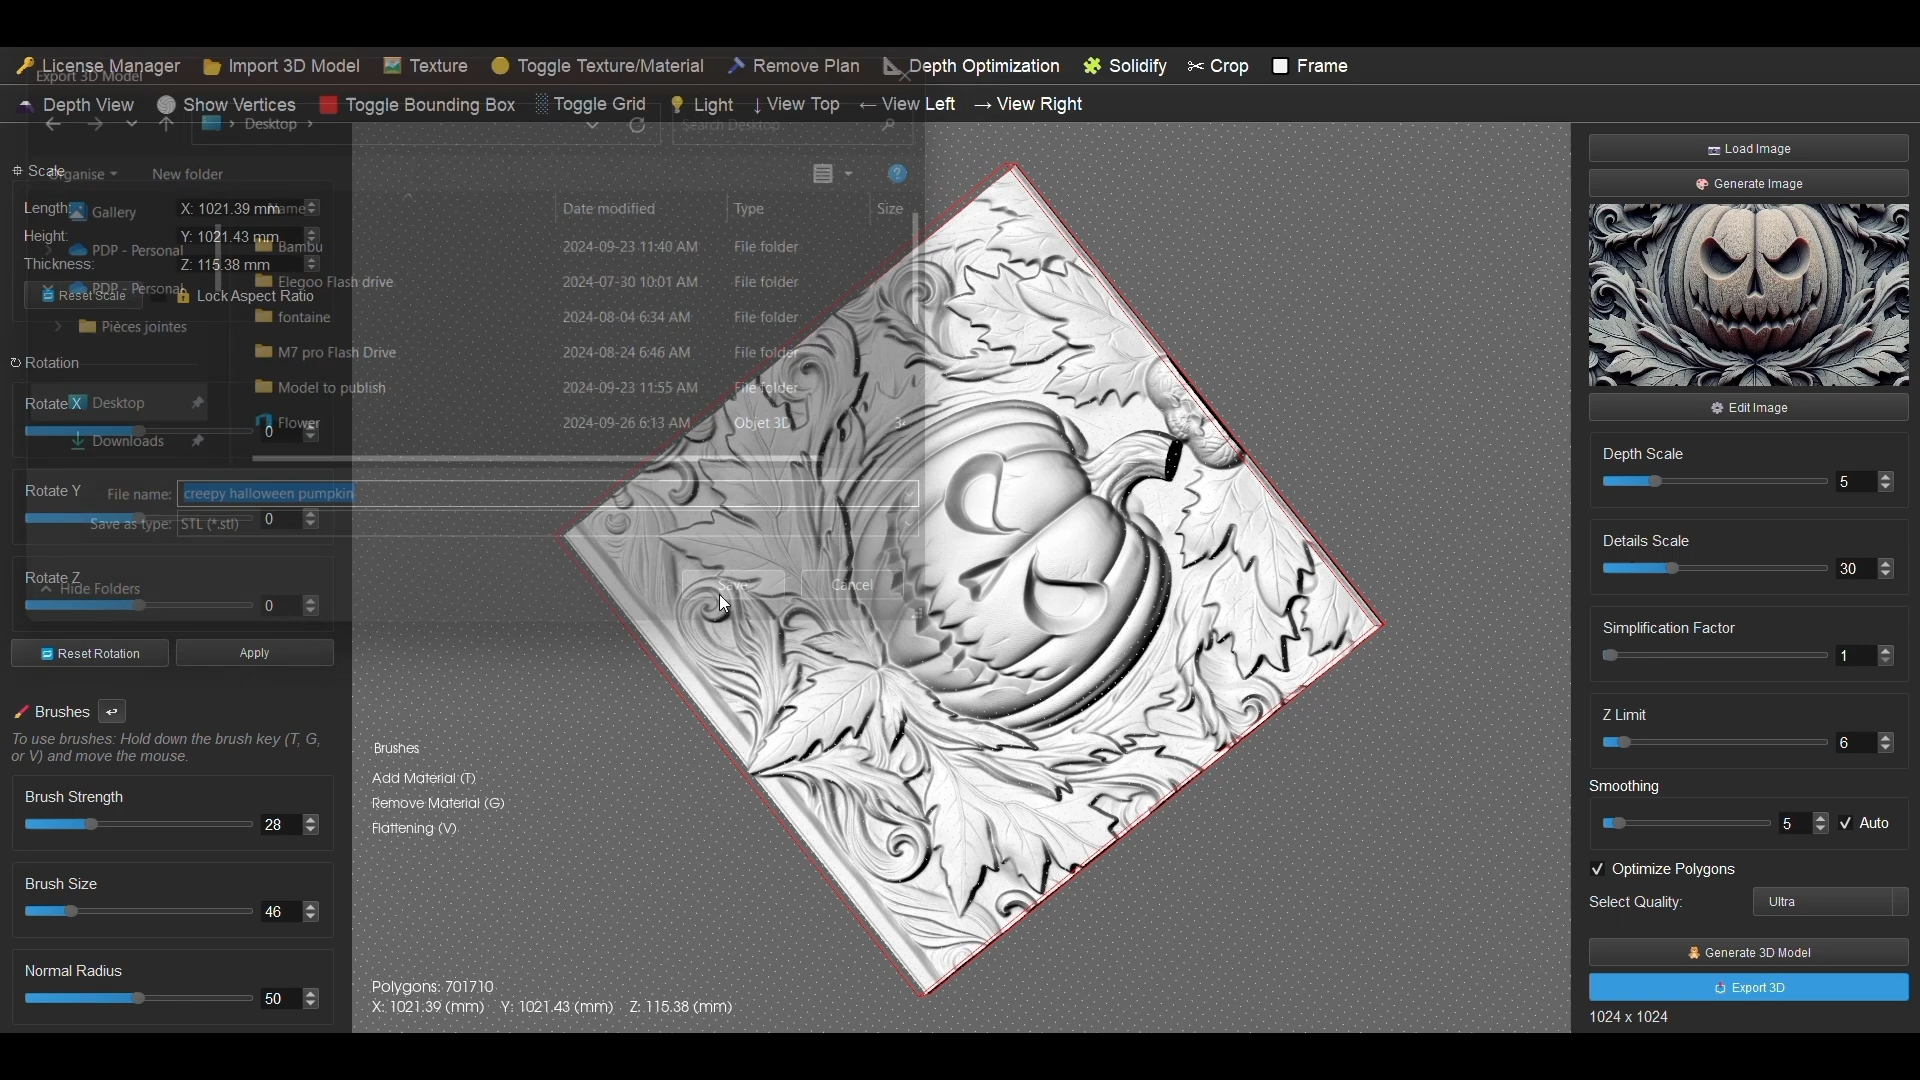 License Manager Import 3D Model Texture Toggle Texture/Material Remove Plan Depth Optimization Solidify Crop Frame
Export 3D Model
Depth View Show Vertices Toggle Bounding Box Toggle Grid Light View Top View Left View Right
Desktop
Search Desktop
Scale
Organise
New folder
Length:
X: 1021.39 mm
Height:
Y: 1021.43 mm
Thickness:
Z: 115.38 mm
Reset Scale
Lock Aspect Ratio
Gallery
PDP - Personal
PDP - Personal
Pièces jointes
Desktop
Downloads
Name Date modified Type Size
Bambu 2024-09-23 11:40 AM File folder
Elegoo Flash drive 2024-07-30 10:01 AM File folder
fontaine 2024-08-04 6:34 AM File folder
M7 pro Flash Drive 2024-08-24 6:46 AM File folder
Model to publish 2024-09-23 11:55 AM File folder
Flower 2024-09-26 6:13 AM Objet 3D
File name: creepy halloween pumpkin
Save as type: STL (*.stl)
Hide Folders
Save
Cancel
Rotation
Rotate X
0
Rotate Y
0
Rotate Z
0
Reset Rotation
Apply
Brushes
To use brushes: Hold down the brush key (T, G,
or V) and move the mouse.
Brush Strength
28
Brush Size
46
Normal Radius
50
Brushes
Add Material (T)
Remove Material (G)
Flattening (V)
Polygons: 701710
X: 1021.39 (mm) Y: 1021.43 (mm) Z: 115.38 (mm)
Load Image
Generate Image
Edit Image
Depth Scale
5
Details Scale
30
Simplification Factor
1
Z Limit
6
Smoothing
5
Auto
Optimize Polygons
Select Quality:
Ultra
Generate 3D Model
Export 3D
1024 x 1024